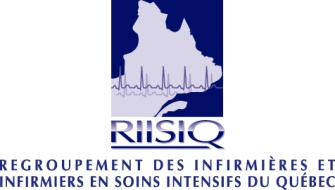 RIISIQ
REGROUPEMENT DES INFIRMIÈRES ET
INFIRMIERS EN SOINS INTENSIFS DU QUÉBEC